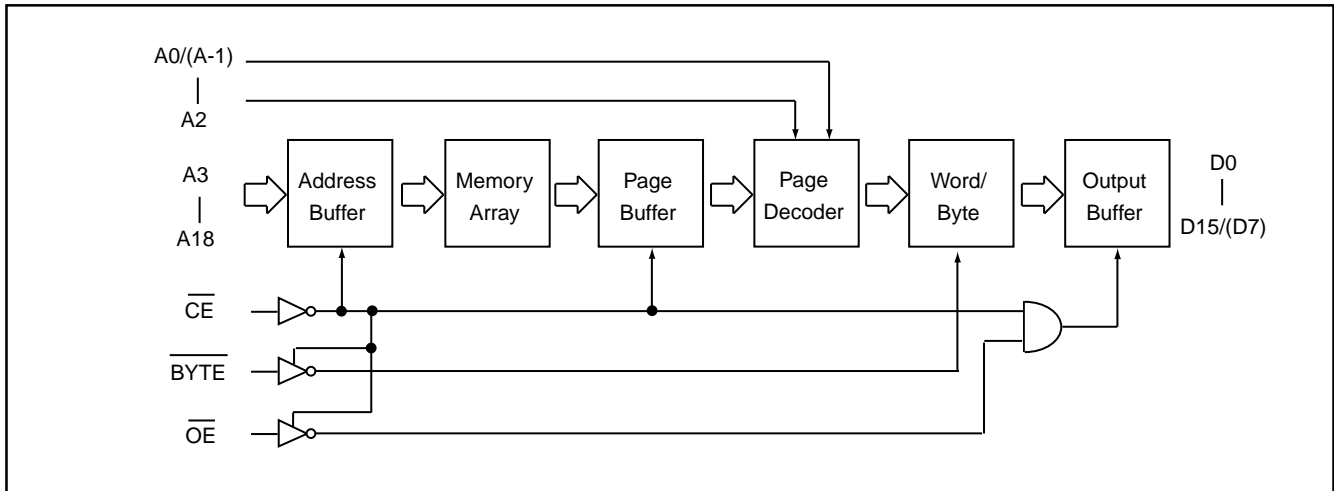 A0/(A-1)
A2
A3
A18
Address
Buffer
Memory
Array
Page
Buffer
Page
Decoder
Word/
Byte
Output
Buffer
D0
D15/(D7)
CE
BYTE
OE